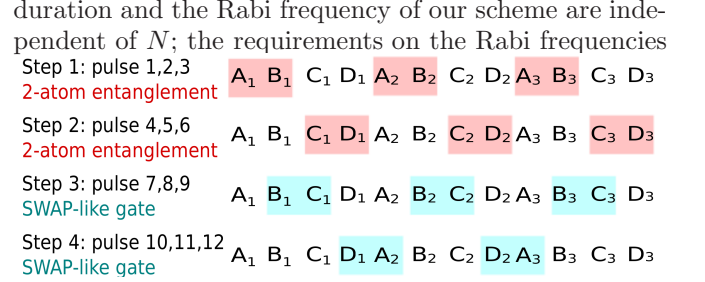 duration and the Rabi frequency of our scheme are inde-
pendent of N; the requirements on the Rabi frequencies
Step 1: pulse 1,2,3
2-atom entanglement
A₁ B₁ C₁ D₁ A₂ B₂ C₂ D₂ A₃ B₃ C₃ D₃
Step 2: pulse 4,5,6
2-atom entanglement
A₁ B₁ C₁ D₁ A₂ B₂ C₂ D₂ A₃ B₃ C₃ D₃
Step 3: pulse 7,8,9
SWAP-like gate
A₁ B₁ C₁ D₁ A₂ B₂ C₂ D₂ A₃ B₃ C₃ D₃
Step 4: pulse 10,11,12
SWAP-like gate
A₁ B₁ C₁ D₁ A₂ B₂ C₂ D₂ A₃ B₃ C₃ D₃